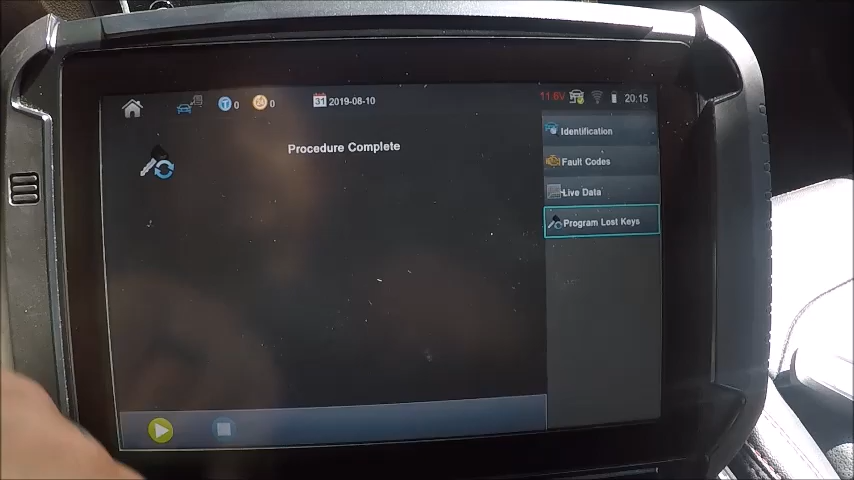 0 0 31 2019-08-10 11.6V 20:15
Procedure Complete
Identification
Fault Codes
Live Data
Program Lost Keys